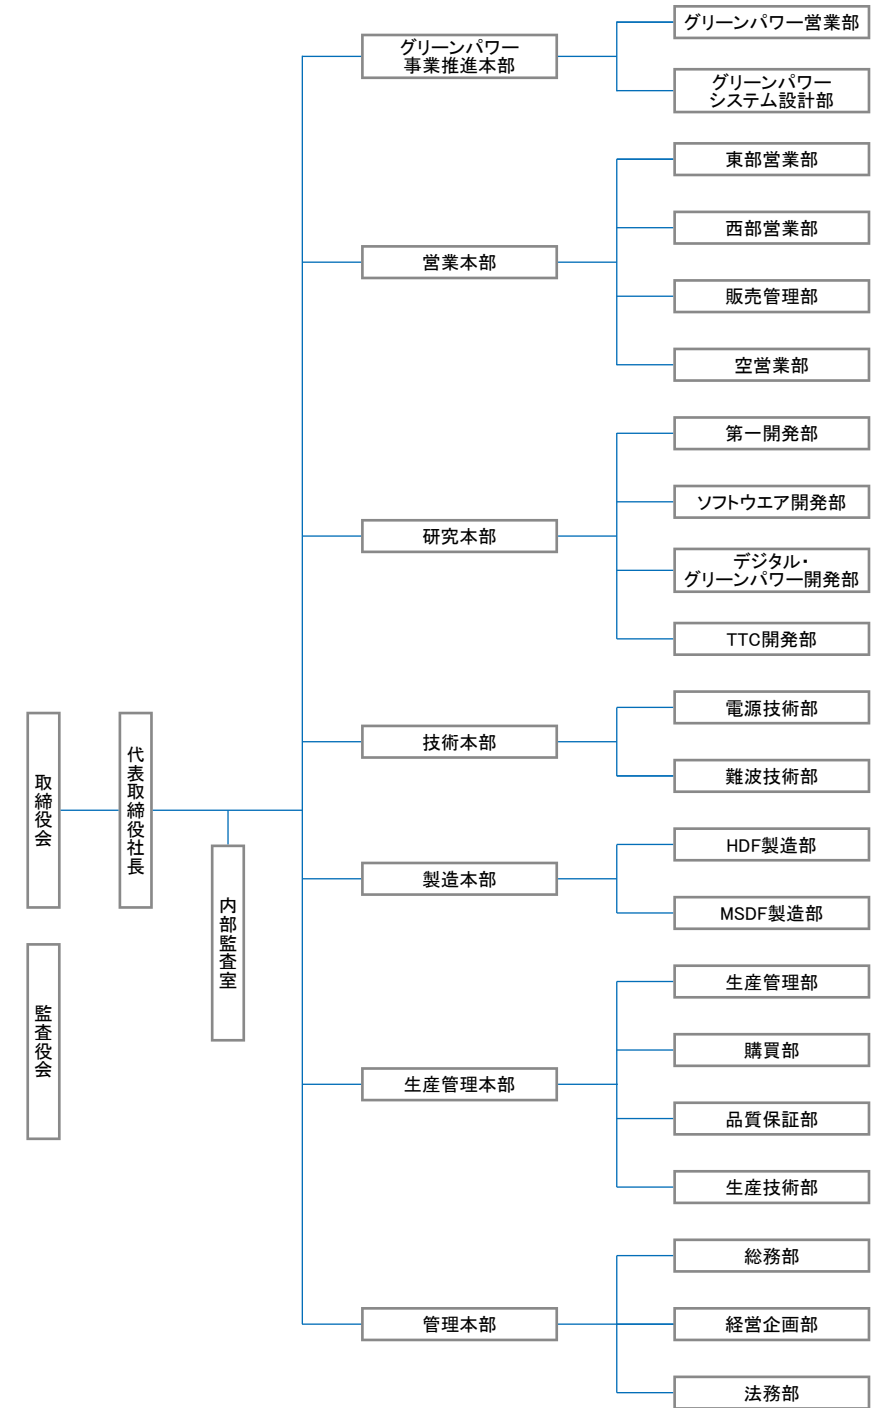 取締役会
監査役会
代表取締役社長
内部監査室
グリーンパワー
事業推進本部
グリーンパワー営業部
グリーンパワー
システム設計部
営業本部
東部営業部
西部営業部
販売管理部
空営業部
研究本部
第一開発部
ソフトウエア開発部
デジタル・
グリーンパワー開発部
TTC開発部
技術本部
電源技術部
難波技術部
製造本部
HDF製造部
MSDF製造部
生産管理本部
生産管理部
購買部
品質保証部
生産技術部
管理本部
総務部
経営企画部
法務部